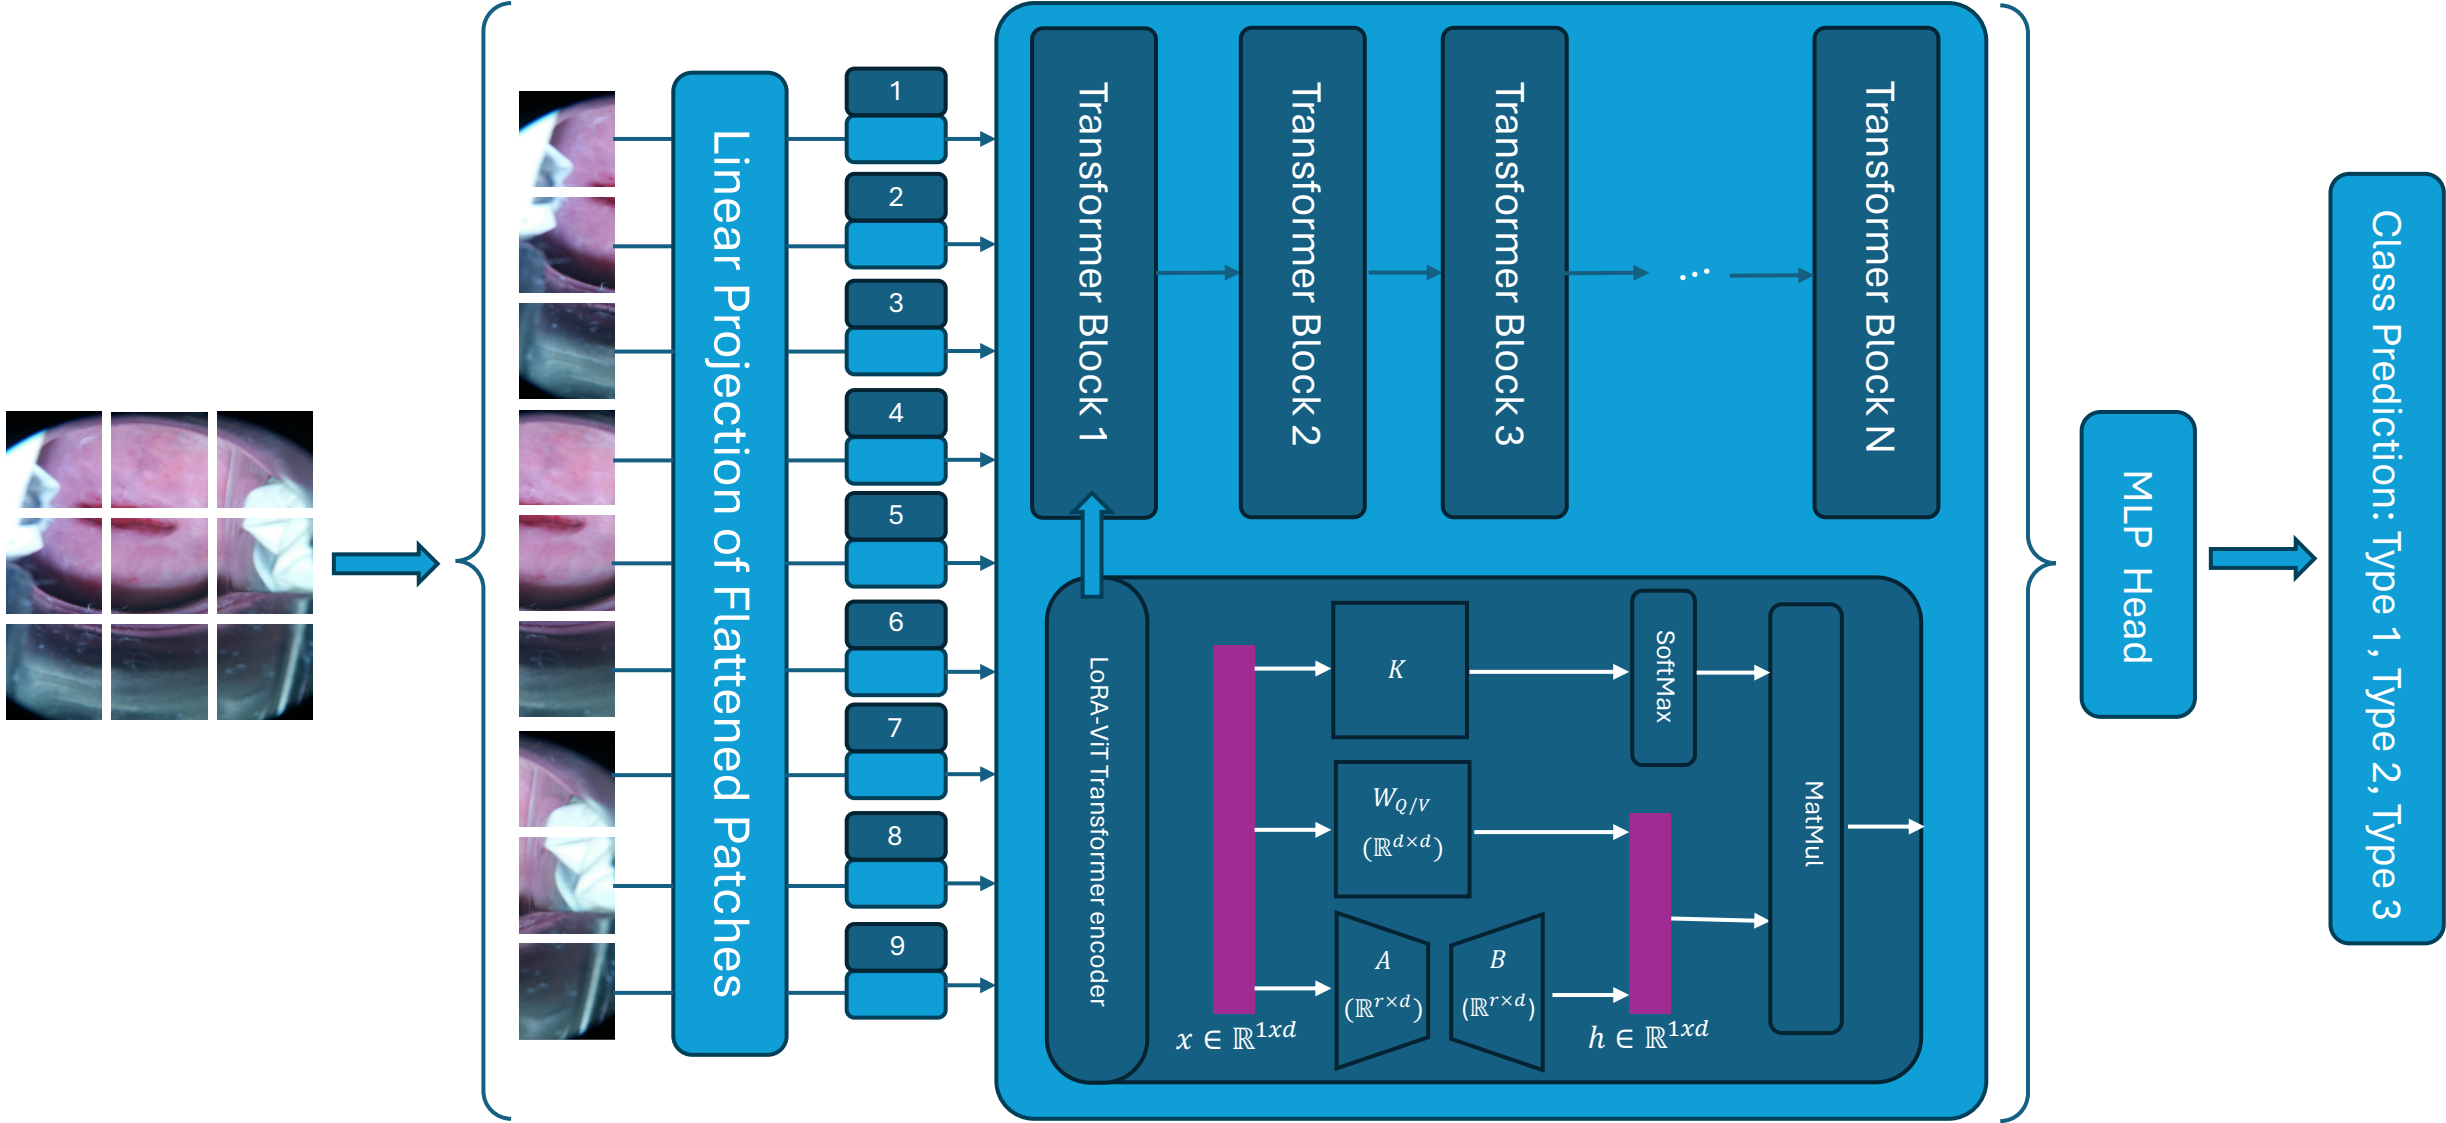 Linear Projection of Flattened Patches
1
2
3
4
5
6
7
8
9
Transformer Block 1
Transformer Block 2
Transformer Block 3
...
Transformer Block N
LoRA-ViT Transformer encoder
x ∈ ℝ^{1xd}
K
W_{Q/V}
(ℝ^{d×d})
A
(ℝ^{r×d})
B
(ℝ^{r×d})
h ∈ ℝ^{1xd}
SoftMax
MatMul
MLP Head
Class Prediction: Type 1, Type 2, Type 3